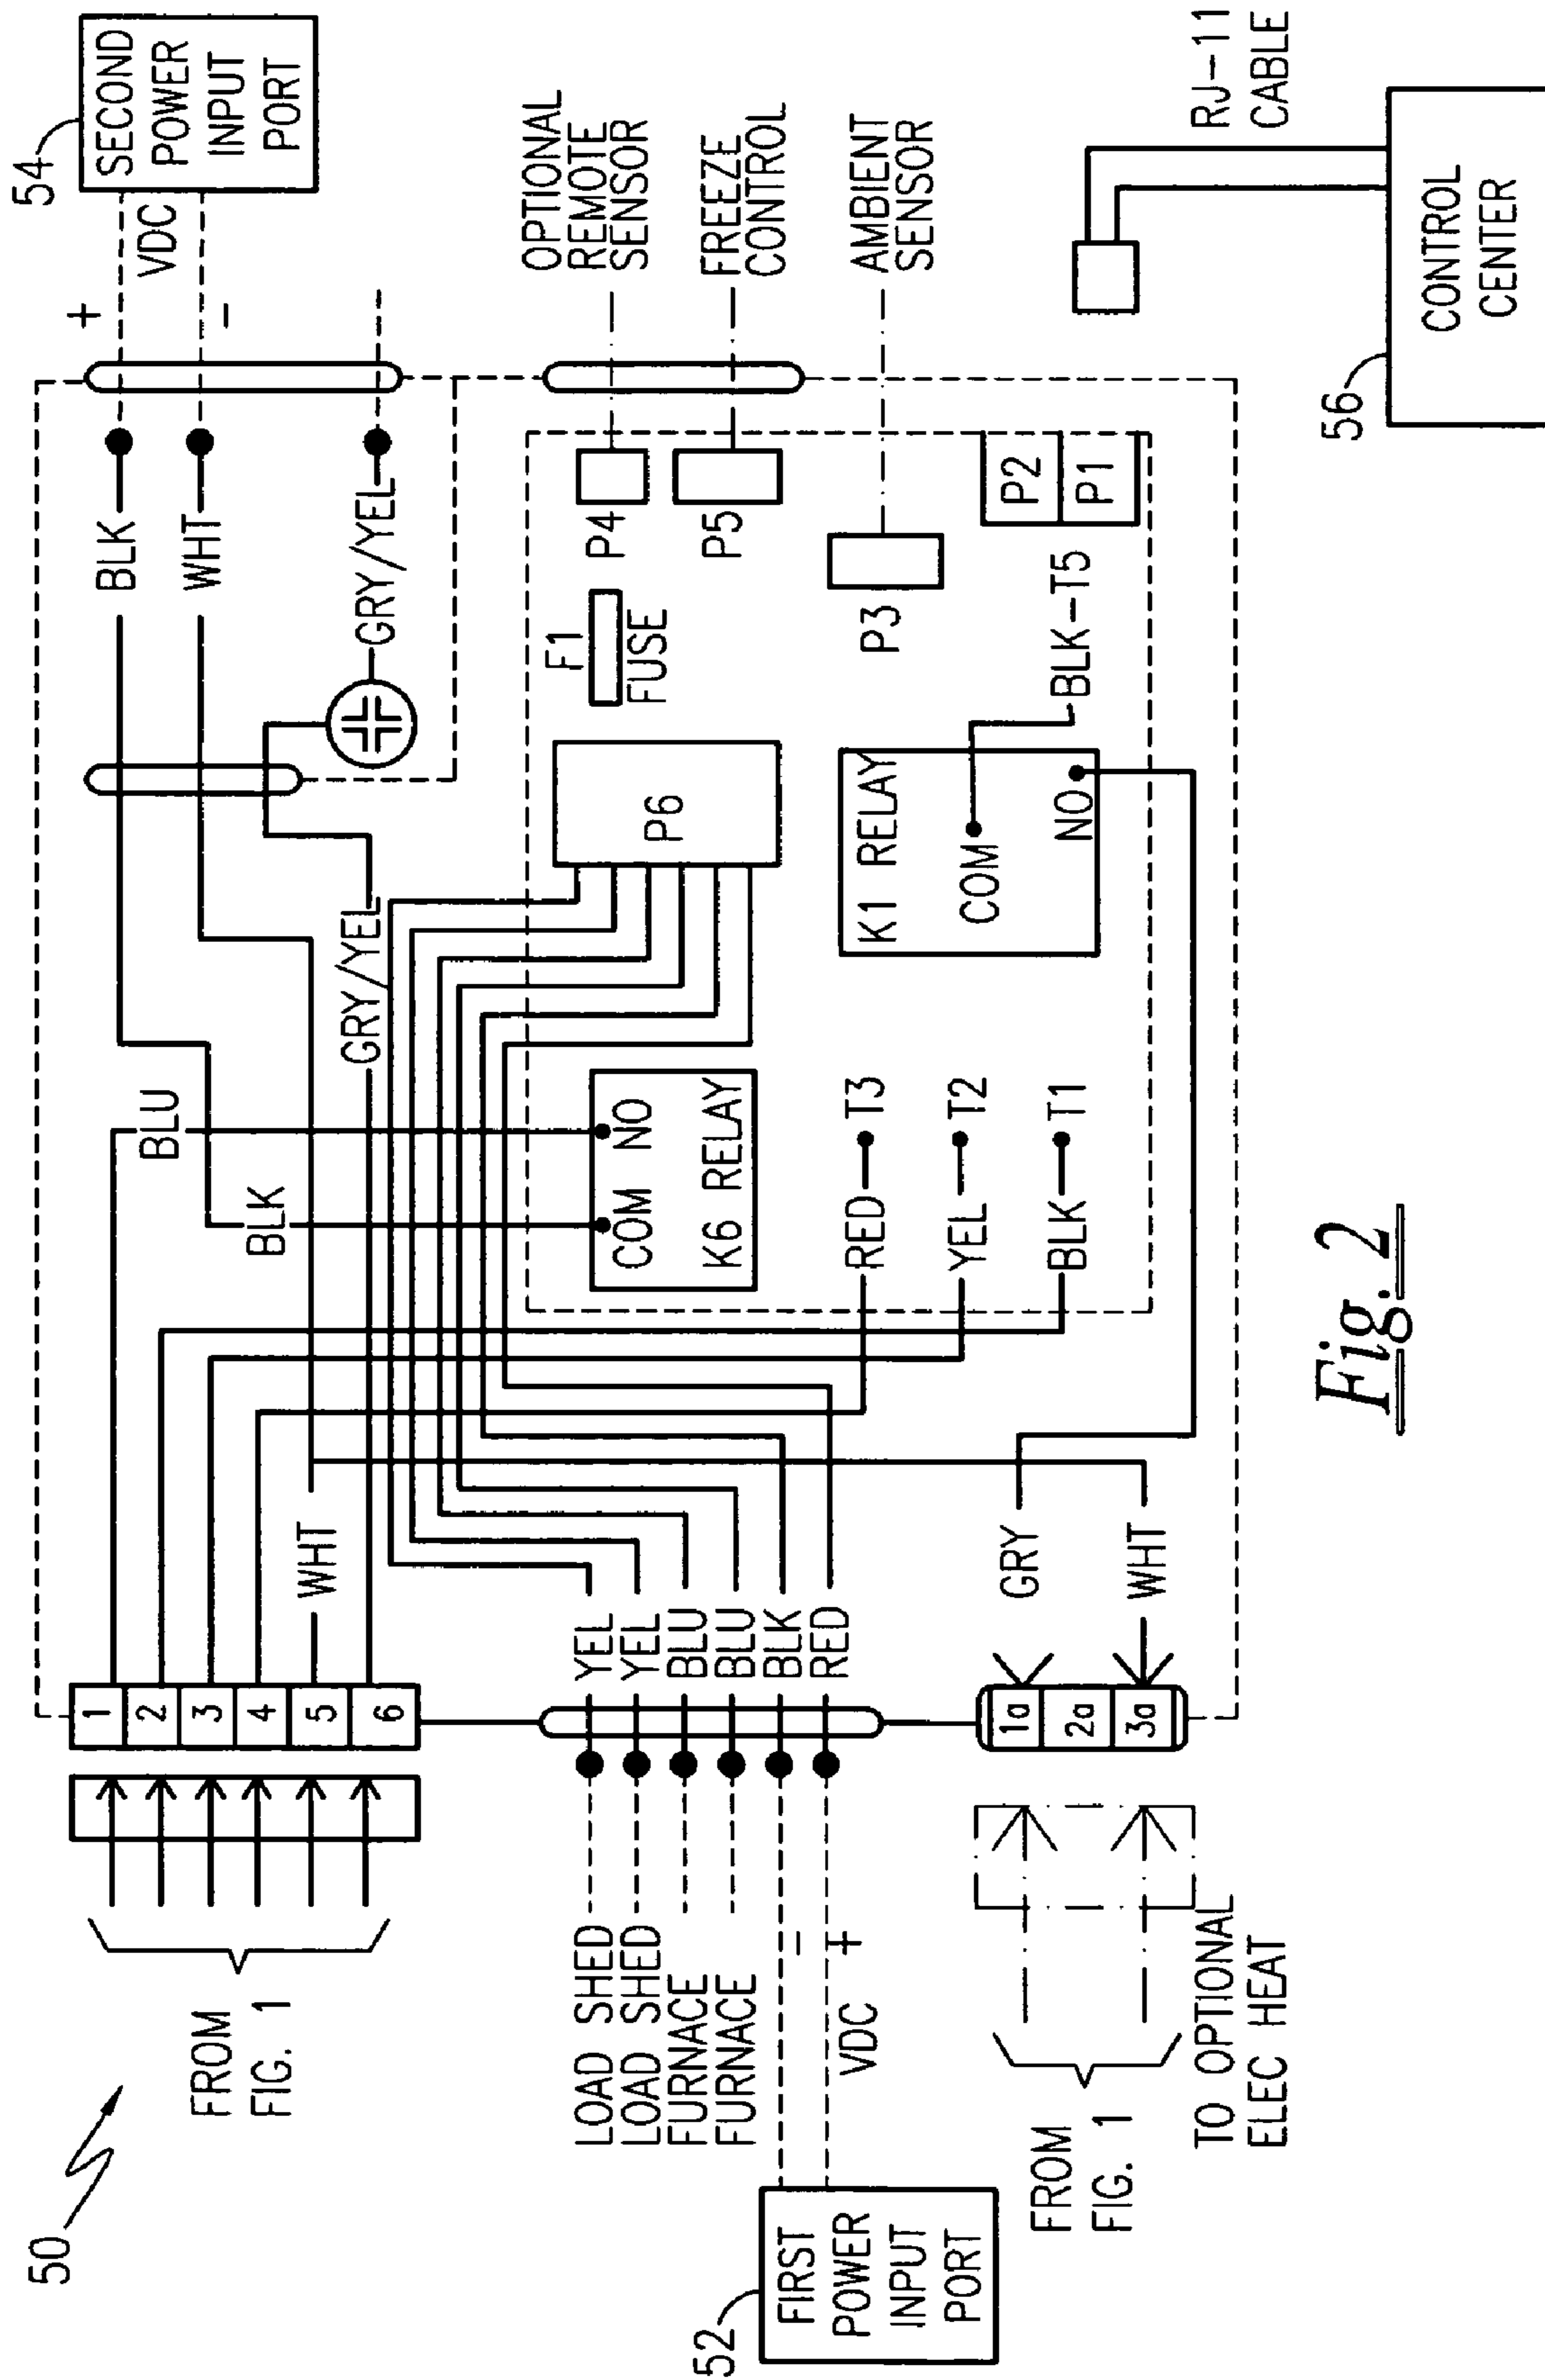 50
FROM
FIG. 1
1
2
3
4
5
6
WHT
BLU
BLK
GRY/YEL
BLK
WHT
GRY/YEL
+
VDC
-
54
SECOND
POWER
INPUT
PORT
LOAD SHED
LOAD SHED
FURNACE
FURNACE
YEL
YEL
BLU
BLU
BLK
RED
-
+
VDC
52
FIRST
POWER
INPUT
PORT
COM NO
K6 RELAY
P6
F1
FUSE
P4
P5
OPTIONAL
REMOTE
SENSOR
FREEZE
CONTROL
AMBIENT
SENSOR
P3
RED
T3
YEL
T2
BLK
T1
K1 RELAY
COM
NO
BLK-T5
P2
P1
GRY
WHT
1a
2a
3a
FROM
FIG. 1
TO OPTIONAL
ELEC HEAT
RJ-11
CABLE
56
CONTROL
CENTER
Fig. 2